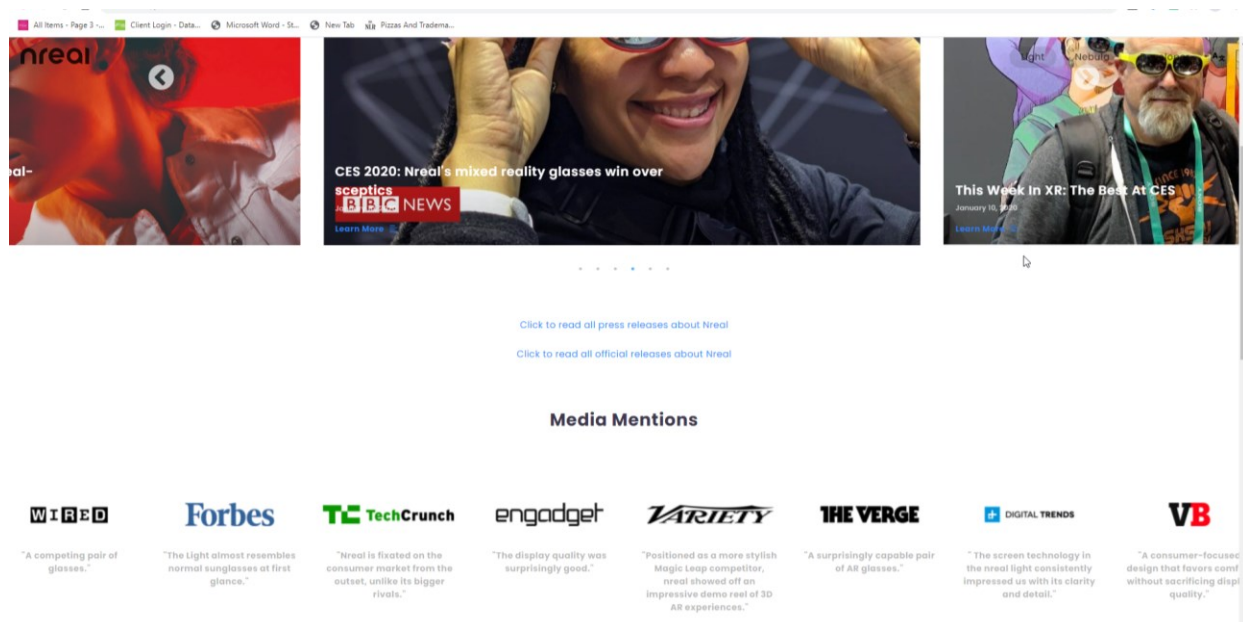 All Items - Page 3 -...
Client Login - Data...
Microsoft Word - St...
New Tab
Pizzas And Tradema...
nreal
Light
Nebula
eal-
CES 2020: Nreal's mixed reality glasses win over
sceptics
BBC NEWS
Learn More
This Week In XR: The Best At CES
January 10, 2020
Learn More
Click to read all press releases about Nreal
Click to read all official releases about Nreal
Media Mentions
WIRED
"A competing pair of
glasses."
Forbes
"The Light almost resembles
normal sunglasses at first
glance."
TechCrunch
"Nreal is fixated on the
consumer market from the
outset, unlike its bigger
rivals."
engadget
"The display quality was
surprisingly good."
VARIETY
"Positioned as a more stylish
Magic Leap competitor,
nreal showed off an
impressive demo reel of 3D
AR experiences."
THE VERGE
"A surprisingly capable pair
of AR glasses."
DIGITAL TRENDS
" The screen technology in
the nreal light consistently
impressed us with its clarity
and detail."
VB
"A consumer-focused
design that favors comf
without sacrificing displ
quality."